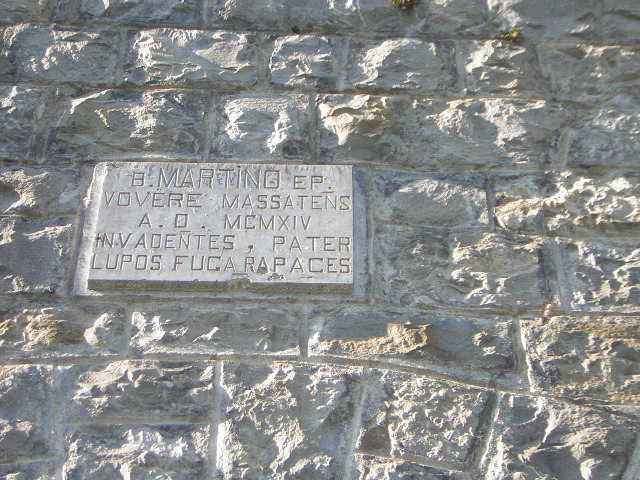 B. MARTINO EP.
VOVERE MASSATENS
A. D. MCMXIV
INVADENTES, PATER
LUPOS FUGA RAPACES